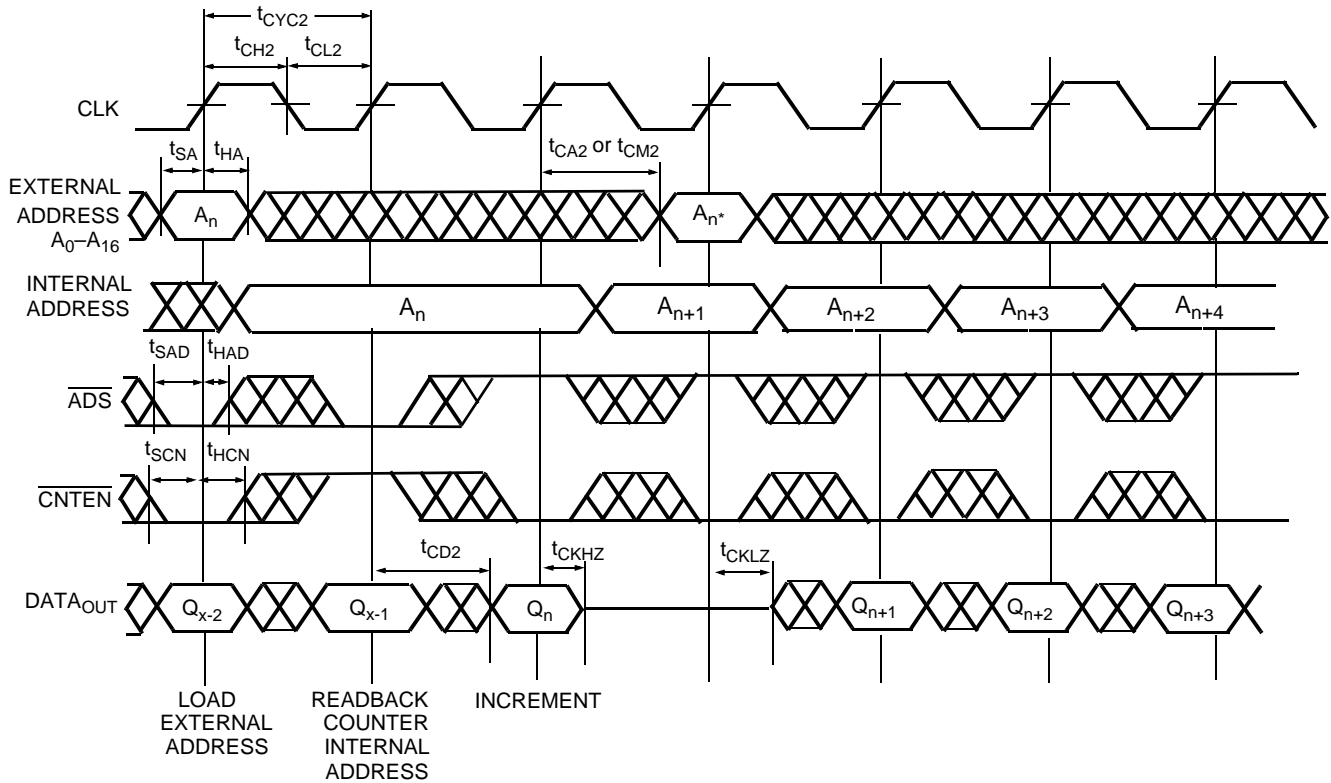 tCYC2
tCH2
tCL2
CLK
tSA
tHA
tCA2 or tCM2
EXTERNAL
ADDRESS
A0–A16
An
An*
INTERNAL
ADDRESS
An
An+1
An+2
An+3
An+4
tSAD
tHAD
ADS
tSCN
tHCN
CNTEN
tCD2
tCKHZ
tCKLZ
DATAOUT
Qx-2
Qx-1
Qn
Qn+1
Qn+2
Qn+3
LOAD
EXTERNAL
ADDRESS
READBACK
COUNTER
INTERNAL
ADDRESS
INCREMENT